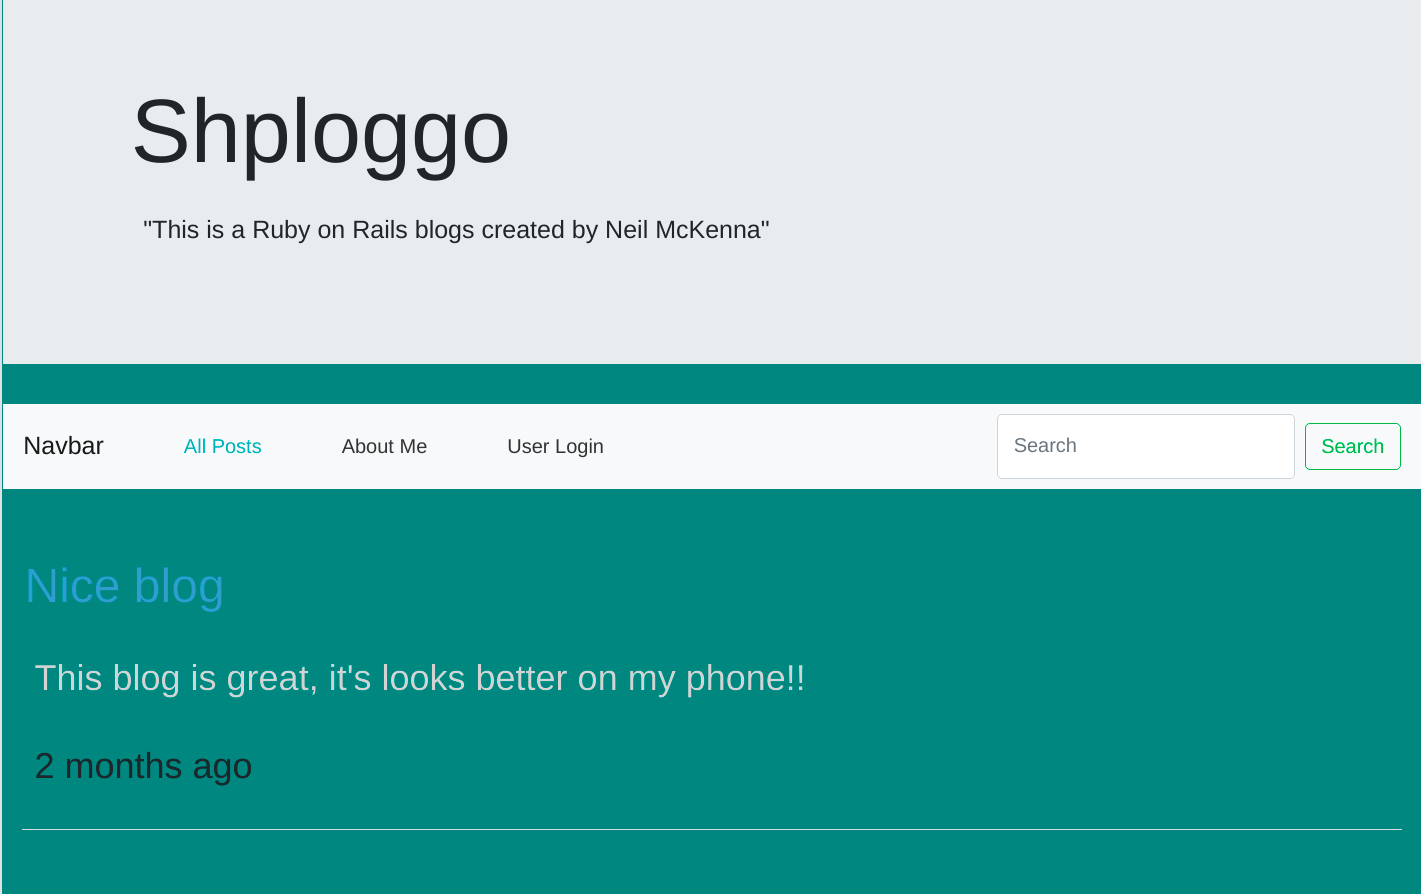 Shploggo
"This is a Ruby on Rails blogs created by Neil McKenna"
Navbar All Posts About Me User Login Search Search
Nice blog
This blog is great, it's looks better on my phone!!
2 months ago